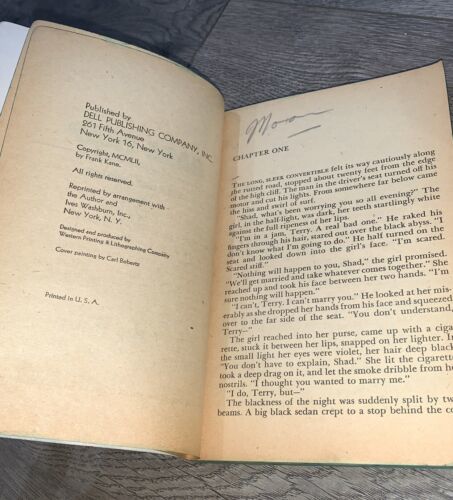 Published by
DELL PUBLISHING COMPANY, INC.
261 Fifth Avenue
New York 16, New York
Copyright, MCMLII,
by Frank Kane.
All rights reserved.
Reprinted by arrangement with
the Author and
Ives Washburn, Inc.,
New York, N. Y.
Designed and produced by
Western Printing & Lithographing Company
Cover painting by Carl Bobertz
Printed in U. S. A.
CHAPTER ONE
THE LONG, SLEEK CONVERTIBLE felt its way cautiously along
the rutted road, stopped about twenty feet from the edge
of the high cliff. The man in the driver's seat turned off his
motor and cut his lights. From somewhere far below came
the hiss and swirl of surf.
"Shad, what's been worrying you so all evening?" The
girl, in the half-light, was dark, her teeth startlingly white
against the full ripeness of her lips.
"I'm in a jam, Terry. A real bad one." He raked his
fingers through his hair, stared out over the black abyss. "I
don't know what I'm going to do." He half turned on the
seat and looked down into the girl's face. "I'm scared.
Scared stiff."
"Nothing will happen to you, Shad," the girl promised.
"We'll get married and take whatever comes together." She
reached up and took his face between her two hands. "I'm
sure nothing will happen."
"I can't, Terry. I can't marry you." He looked at her mis-
erably as she dropped her hands from his face and squeezed
over to the far side of the seat. "You don't understand,
Terry—"
The girl reached into her purse, came up with a ciga-
rette, stuck it between her lips, snapped on her lighter. In
the small light her eyes were violet, her hair deep black.
"You don't have to explain, Shad." She lit the cigarette
took a deep drag on it, and let the smoke dribble from he
nostrils. "I thought you wanted to marry me."
"I do, Terry, but—"
The blackness of the night was suddenly split by tw
beams. A big black sedan crept to a stop behind the co